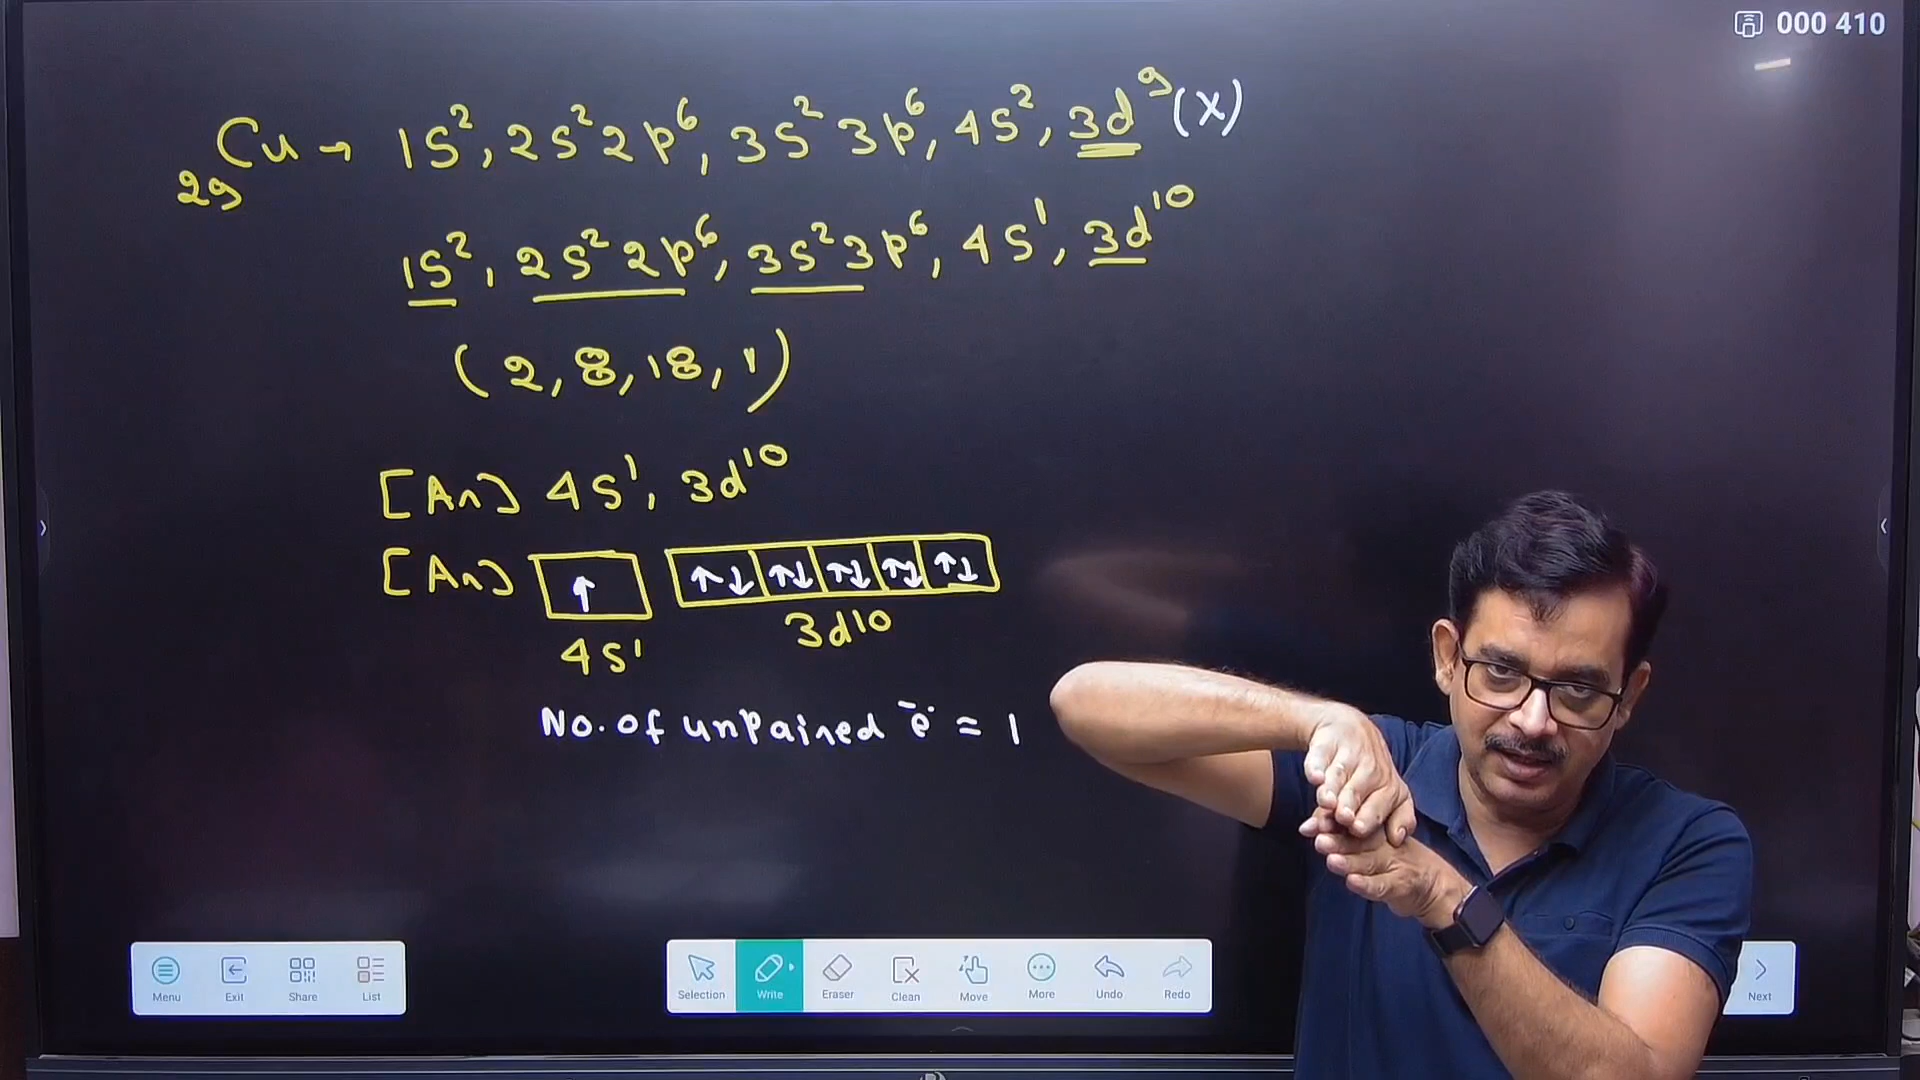 000 410
₂₉Cu → 1S², 2S² 2p⁶, 3S² 3p⁶, 4S², 3d⁹ (X)
1S², 2S² 2p⁶, 3S² 3p⁶, 4S¹, 3d¹⁰
(2, 8, 18, 1)
[Ar] 4S¹, 3d¹⁰
[Ar] ↑ ↑↓ ↑↓ ↑↓ ↑↓ ↑↓
4S¹ 3d¹⁰
No. of unpaired e⁻ = 1
Menu Exit Share List Selection Write Eraser Clean Move More Undo Redo Next